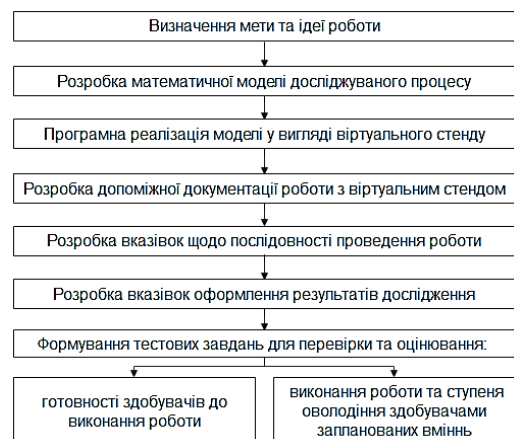 Визначення мети та ідеї роботи
Розробка математичної моделі досліджуваного процесу
Програмна реалізація моделі у вигляді віртуального стенду
Розробка допоміжної документації роботи з віртуальним стендом
Розробка вказівок щодо послідовності проведення роботи
Розробка вказівок оформлення результатів дослідження
Формування тестових завдань для перевірки та оцінювання:
готовності здобувачів до
виконання роботи
виконання роботи та ступеня
оволодіння здобувачами
запланованих вміннь